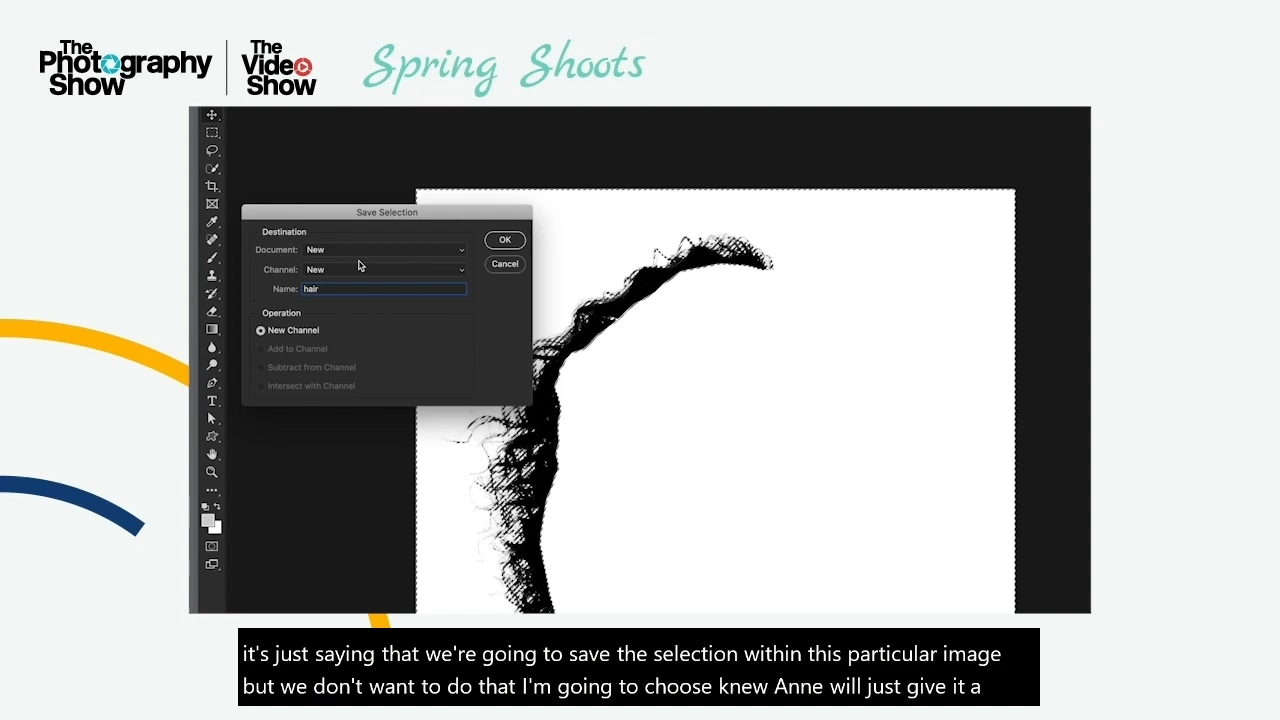 The
Photography
Show
The
Video
Show
Spring Shoots
Save Selection
Destination
Document: New
Channel: New
Name: hair
OK
Cancel
Operation
New Channel
Add to Channel
Subtract from Channel
Intersect with Channel
it's just saying that we're going to save the selection within this particular image
but we don't want to do that I'm going to choose knew Anne will just give it a